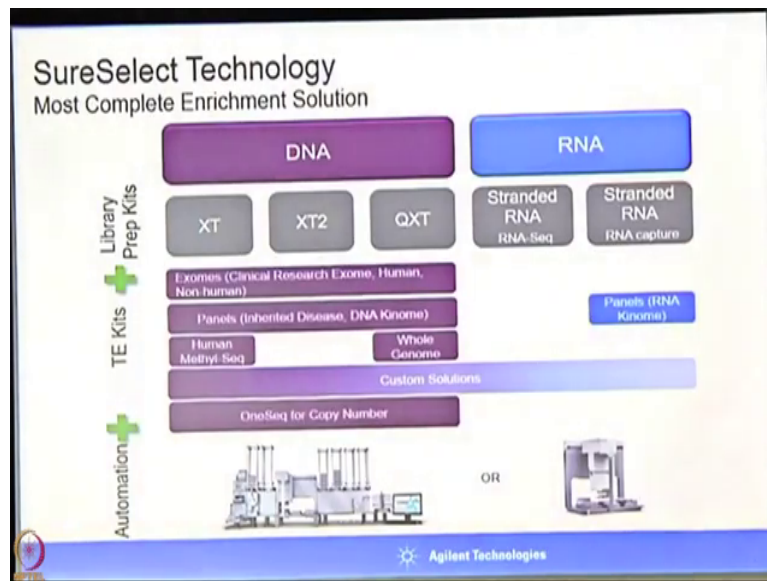 SureSelect Technology
Most Complete Enrichment Solution
DNA
RNA
Library
Prep Kits
XT
XT2
QXT
Stranded
RNA
RNA-Seq
Stranded
RNA
RNA capture
TE Kits
Exomes (Clinical Research Exome, Human,
Non-human)
Panels (Inherited Disease, DNA Kinome)
Panels (RNA
Kinome)
Human
Methyl-Seq
Whole
Genome
Custom Solutions
OneSeq for Copy Number
Automation
OR
Agilent Technologies
NPTEL